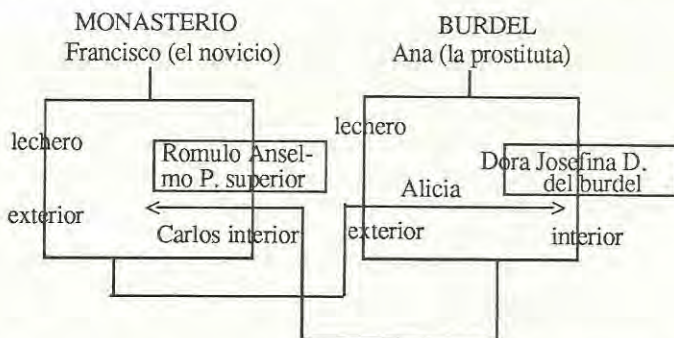 MONASTERIO
Francisco (el novicio)
lechero
Romulo Ansel-
mo P. superior
exterior
Carlos interior
BURDEL
Ana (la prostituta)
lechero
Dora Josefina D.
del burdel
Alicia
exterior
interior